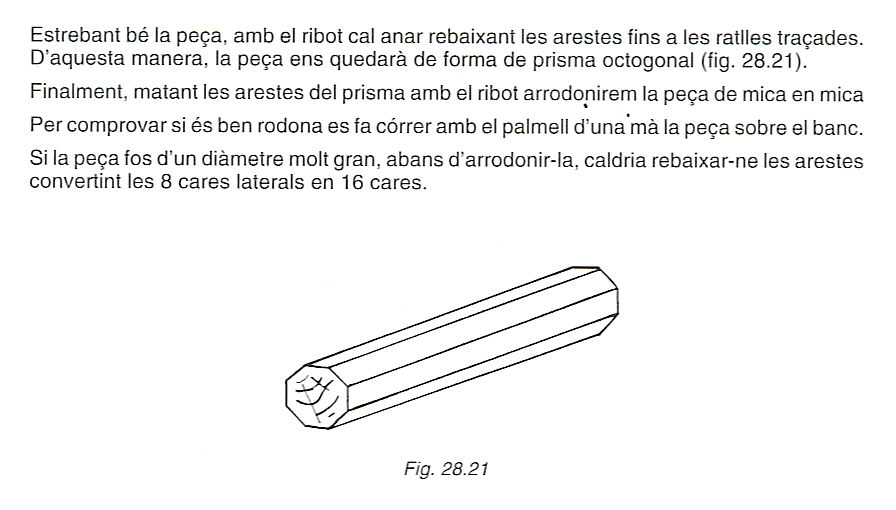 Estrebant bé la peça, amb el ribot cal anar rebaixant les arestes fins a les ratlles traçades.
D'aquesta manera, la peça ens quedarà de forma de prisma octogonal (fig. 28.21).
Finalment, matant les arestes del prisma amb el ribot arrodonirem la peça de mica en mica
Per comprovar si és ben rodona es fa córrer amb el palmell d'una mà la peça sobre el banc.
Si la peça fos d'un diàmetre molt gran, abans d'arrodonir-la, caldria rebaixar-ne les arestes
convertint les 8 cares laterals en 16 cares.
Fig. 28.21